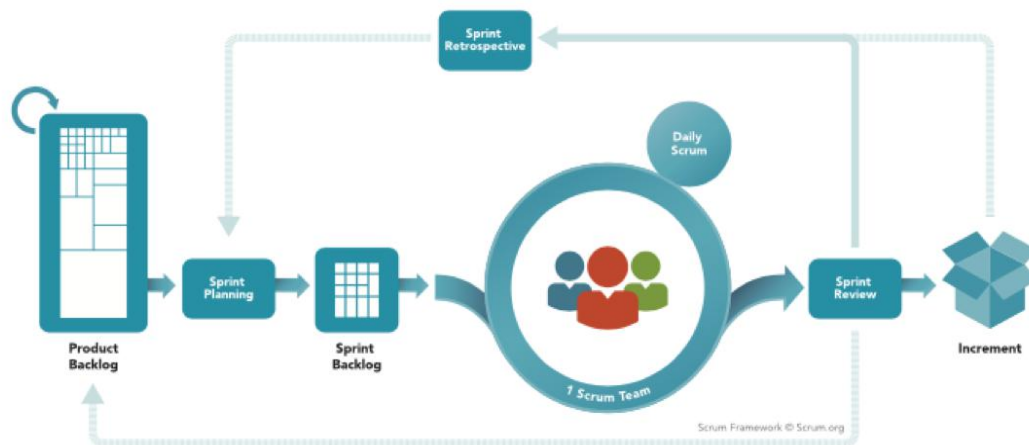 Sprint
Retrospective
Daily
Scrum
Sprint
Planning
Sprint
Review
Product
Backlog
Sprint
Backlog
Increment
1 Scrum Team
Scrum Framework © Scrum.org